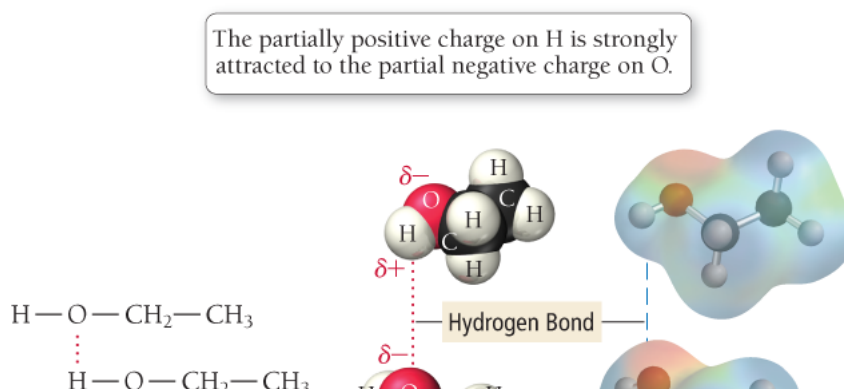 The partially positive charge on H is strongly
attracted to the partial negative charge on O.
δ−
H
O
C
H
H
H
C
H
δ+
H—O—CH₂—CH₃
Hydrogen Bond
δ−
H—O—CH₂—CH₃
O
H
H